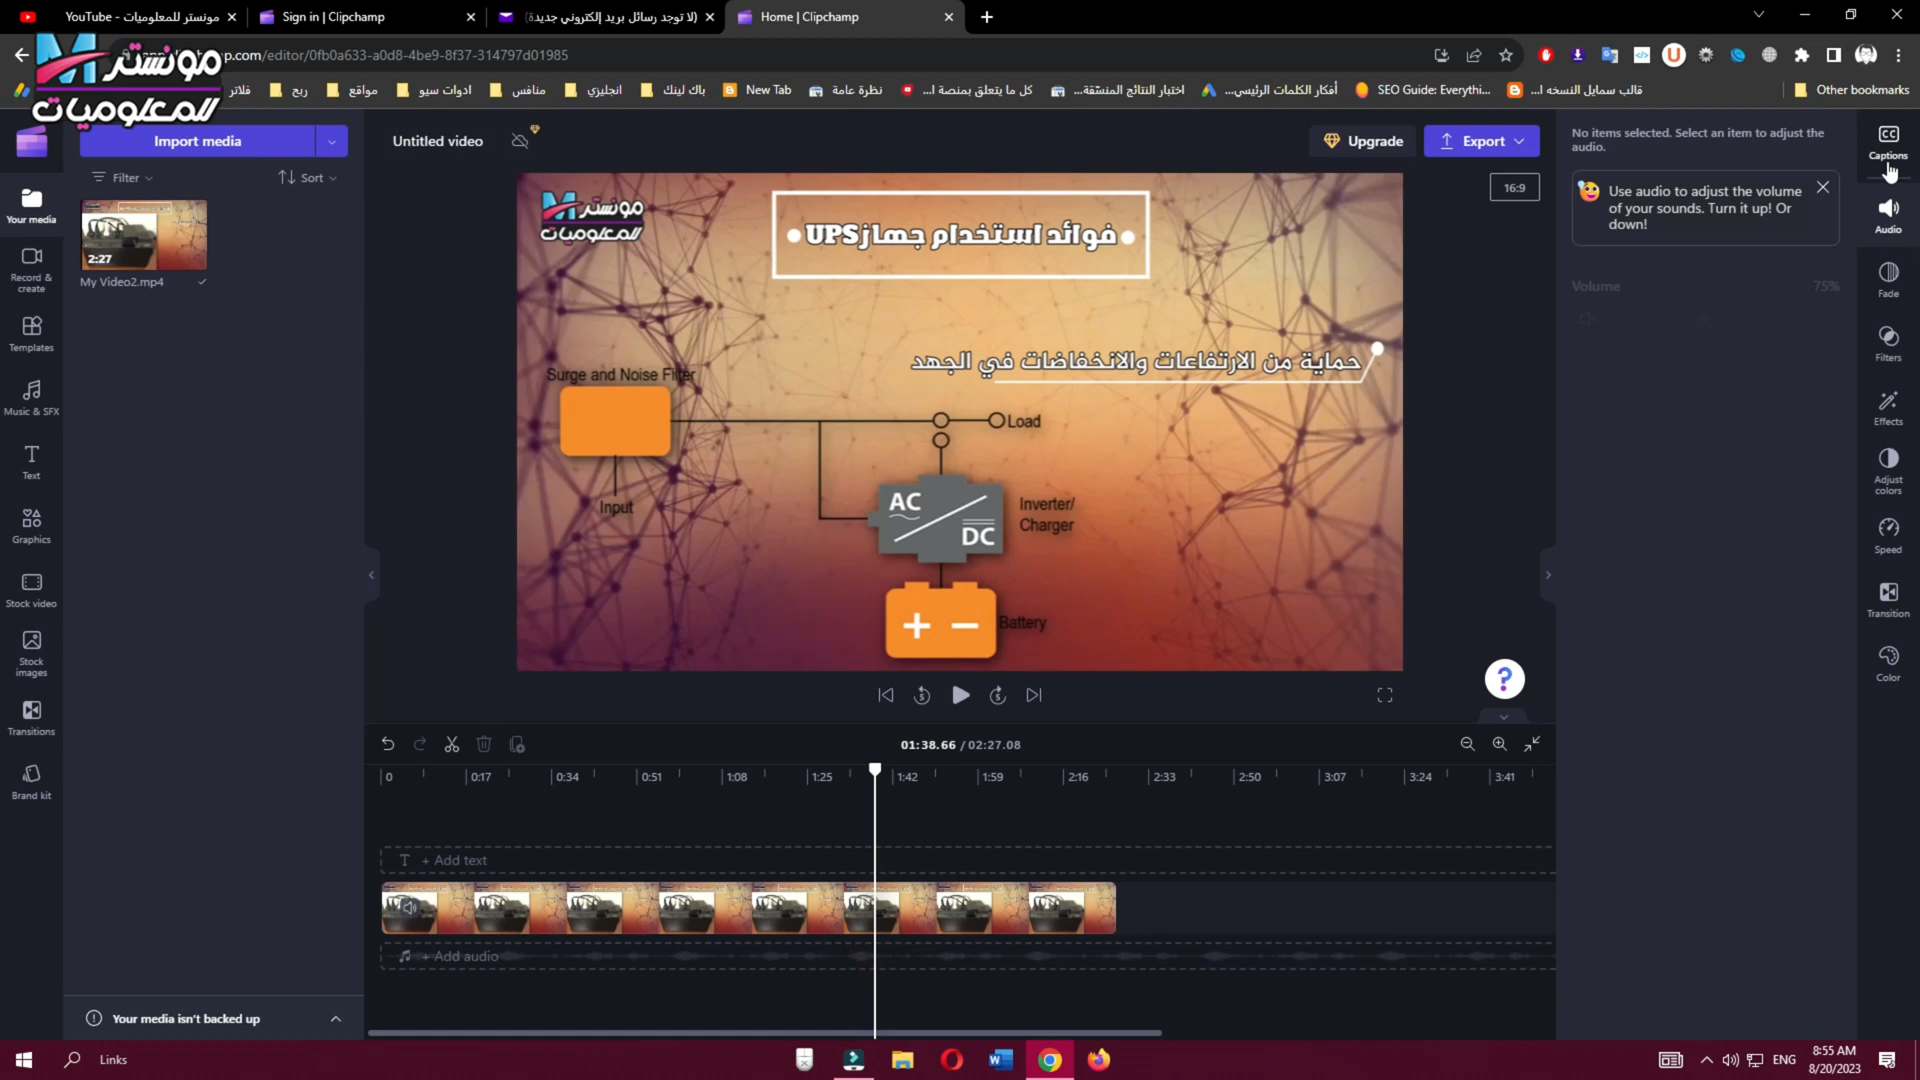 YouTube - مونستر للمعلوميات
Sign in | Clipchamp
(لا توجد رسائل بريد إلكتروني جديدة)
Home | Clipchamp
p.com/editor/0fb0a633-a0d8-4be9-8f37-314797d01985
مونستر
للمعلوميات
فلاتر
ربح
مواقع
ادوات سيو
منافس
انجليزي
باك لينك
New Tab
نظرة عامة
كل ما يتعلق بمنصة ا...
اختبار النتائج المنسّقة...
أفكار الكلمات الرئيسي...
SEO Guide: Everythi...
قالب سمايل النسخه ا...
Other bookmarks
Import media
Filter
Sort
2:27
My Video2.mp4
Your media
Record & create
Templates
Music & SFX
Text
Graphics
Stock video
Stock images
Transitions
Brand kit
Your media isn't backed up
Untitled video
Upgrade
Export
16:9
مونستر
للمعلوميات
فوائد استخدام جهازUPS
حماية من الارتفاعات والانخفاضات في الجهد
Surge and Noise Filter
Load
Input
AC
DC
Inverter/
Charger
Battery
No items selected. Select an item to adjust the
audio.
Use audio to adjust the volume
of your sounds. Turn it up! Or
down!
Volume 75%
CC
Captions
Audio
Fade
Filters
Effects
Adjust colors
Speed
Transition
Color
01:38.66 / 02:27.08
0 0:17 0:34 0:51 1:08 1:25 1:42 1:59 2:16 2:33 2:50 3:07 3:24 3:41
T + Add text
+ Add audio
Links
ENG
8:55 AM
8/20/2023